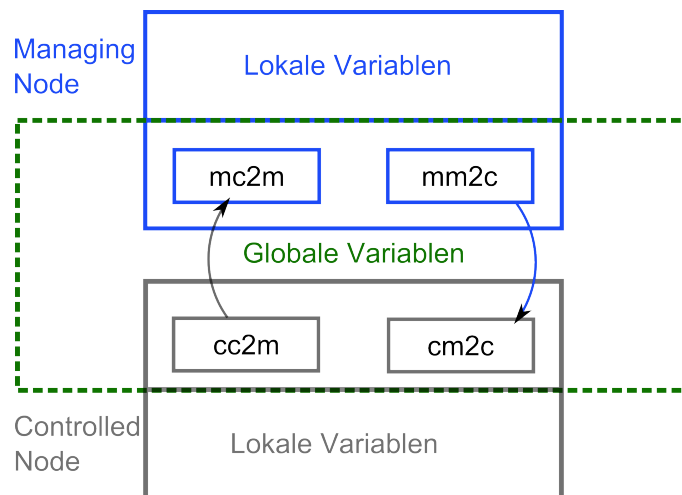 Managing
Node
Lokale Variablen
mc2m
mm2c
Globale Variablen
cc2m
cm2c
Controlled
Node
Lokale Variablen